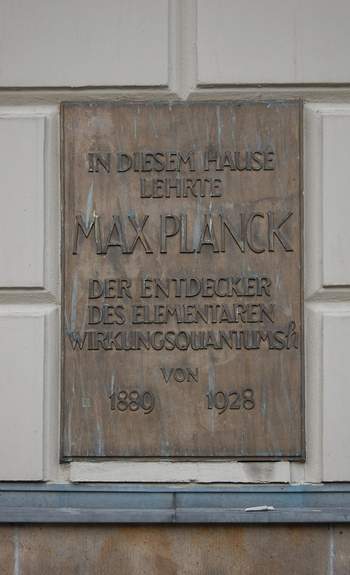 IN DIESEM HAUSE
LEHRTE
MAX PLANCK
DER ENTDECKER
DES ELEMENTAREN
WIRKUNGSQUANTUMS h
VON
1889 1928